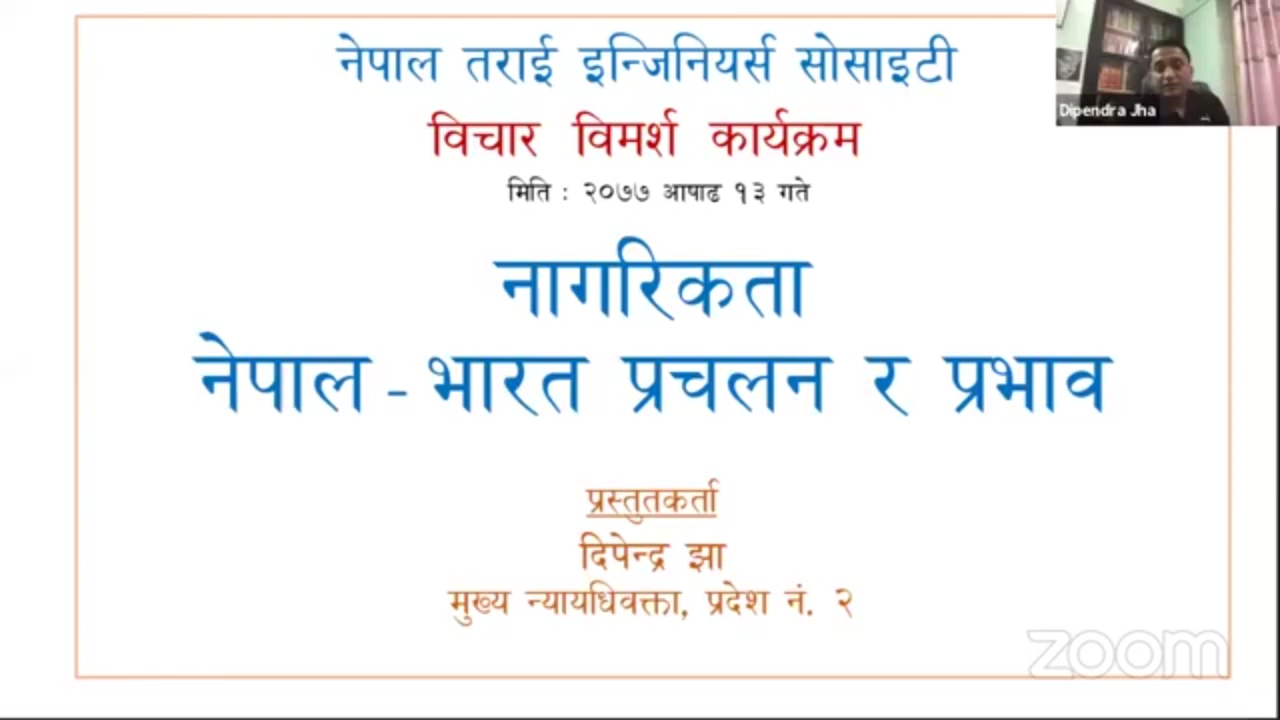 नेपाल तराई इन्जिनियर्स सोसाइटी
विचार विमर्श कार्यक्रम
मिति : २०७७ आषाढ १३ गते
नागरिकता
नेपाल - भारत प्रचलन र प्रभाव
प्रस्तुतकर्ता
दिपेन्द्र झा
मुख्य न्यायधिवक्ता, प्रदेश नं. २
Dipendra Jha
zoom